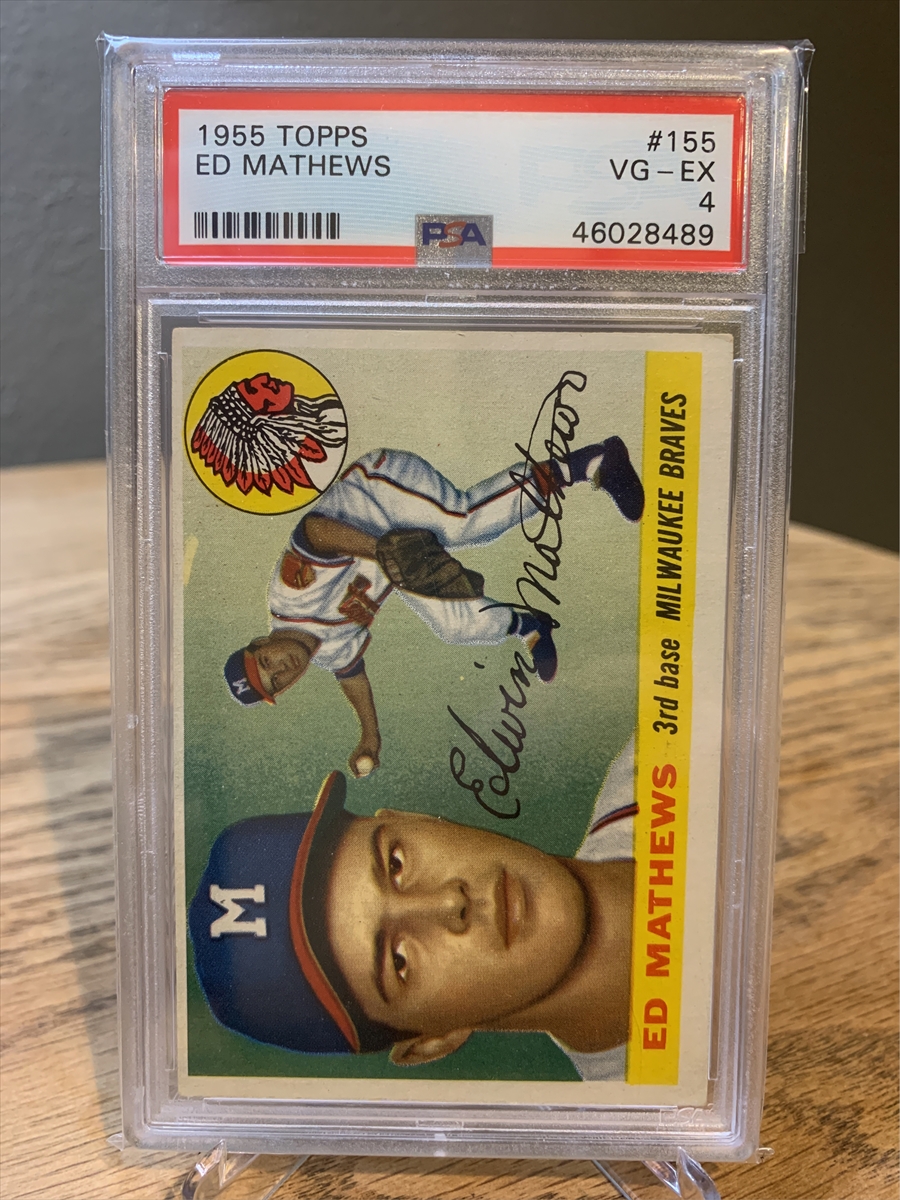 1955 TOPPS
#155
ED MATHEWS
VG-EX
4
PSA
46028489
M
M
Edwin Mathews
ED MATHEWS 3rd base MILWAUKEE BRAVES